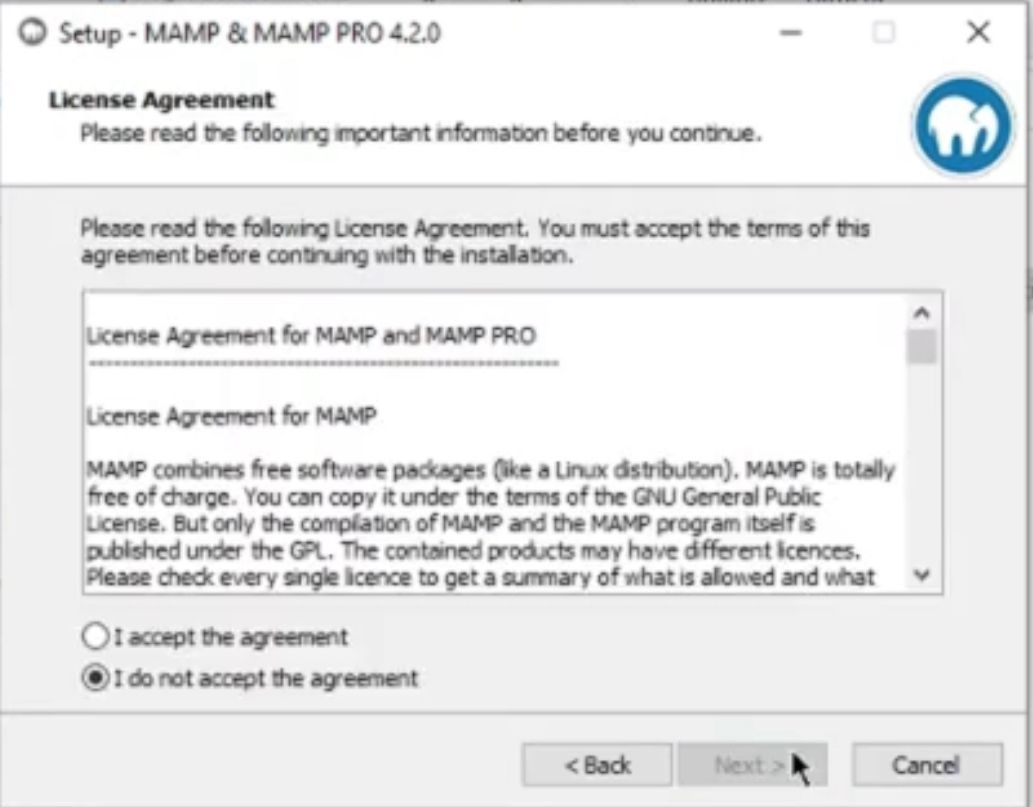 Setup - MAMP & MAMP PRO 4.2.0
License Agreement
Please read the following important information before you continue.
Please read the following License Agreement. You must accept the terms of this
agreement before continuing with the installation.
License Agreement for MAMP and MAMP PRO
------------------------------------------------------------
License Agreement for MAMP
MAMP combines free software packages (like a Linux distribution). MAMP is totally
free of charge. You can copy it under the terms of the GNU General Public
License. But only the compilation of MAMP and the MAMP program itself is
published under the GPL. The contained products may have different licences.
Please check every single licence to get a summary of what is allowed and what
I accept the agreement
I do not accept the agreement
< Back
Next >
Cancel